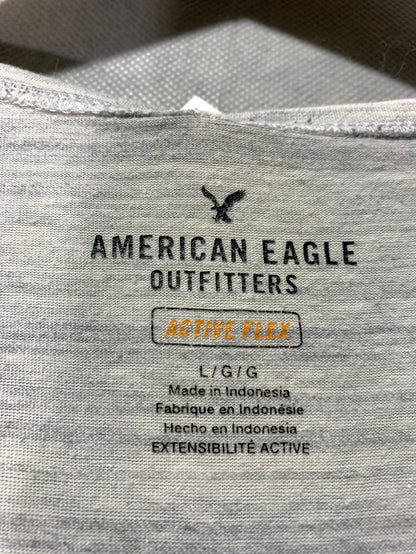 AMERICAN EAGLE
OUTFITTERS
ACTIVE FLEX
L/G/G
Made in Indonesia
Fabrique en Indonésie
Hecho en Indonesia
EXTENSIBILITÉ ACTIVE